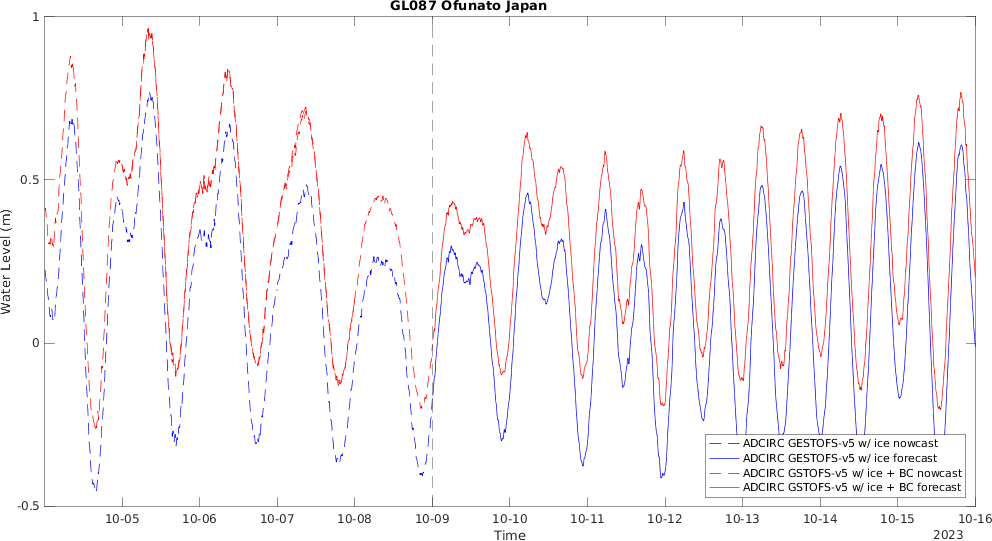 GL087 Ofunato Japan
1
0.5
0
-0.5
Water Level (m)
10-05 10-06 10-07 10-08 10-09 10-10 10-11 10-12 10-13 10-14 10-15 10-16
Time
2023
ADCIRC GESTOFS-v5 w/ ice nowcast
ADCIRC GESTOFS-v5 w/ ice forecast
ADCIRC GSTOFS-v5 w/ ice + BC nowcast
ADCIRC GSTOFS-v5 w/ ice + BC forecast